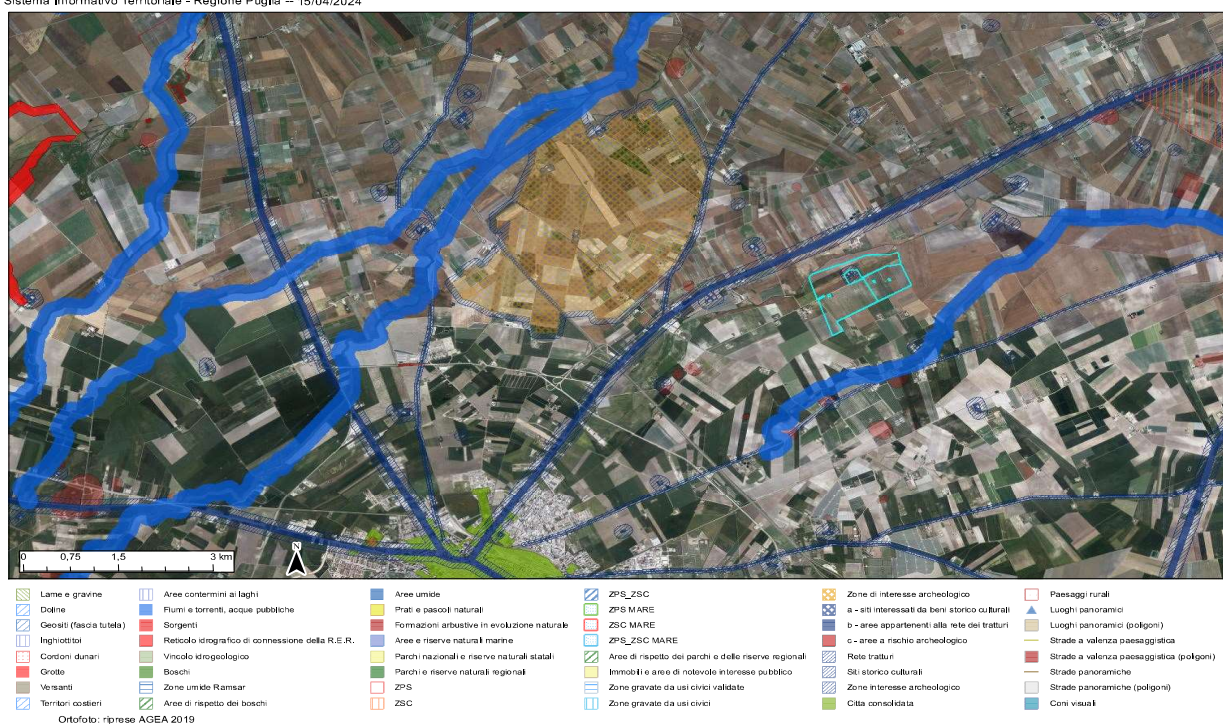 Sistema Informativo Territoriale - Regione Puglia -- 15/04/2024
N
0 0,75 1,5 3 km
Lame e gravine
Doline
Geositi (fascia tutela)
Inghiottitoi
Cordoni dunari
Grotte
Versanti
Territori costieri
Aree contermini ai laghi
Fiumi e torrenti, acque pubbliche
Sorgenti
Reticolo idrografico di connessione della R.E.R.
Vincolo idrogeologico
Boschi
Zone umide Ramsar
Aree di rispetto dei boschi
Aree umide
Prati e pascoli naturali
Formazioni arbustive in evoluzione naturale
Aree e riserve naturali marine
Parchi nazionali e riserve naturali statali
Parchi e riserve naturali regionali
ZPS
ZSC
ZPS_ZSC
ZPS MARE
ZSC MARE
ZPS_ZSC MARE
Aree di rispetto dei parchi e delle riserve regionali
Immobili e aree di notevole interesse pubblico
Zone gravate da usi civici validate
Zone gravate da usi civici
Zone di interesse archeologico
a - siti interessati da beni storico culturali
b - aree appartenenti alla rete dei tratturi
c - aree a rischio archeologico
Rete tratturi
Siti storico culturali
Zone interesse archeologico
Città consolidata
Paesaggi rurali
Luoghi panoramici
Luoghi panoramici (poligoni)
Strade a valenza paesaggistica
Strade a valenza paesaggistica (poligoni)
Strade panoramiche
Strade panoramiche (poligoni)
Coni visuali
Ortofoto: riprese AGEA 2019